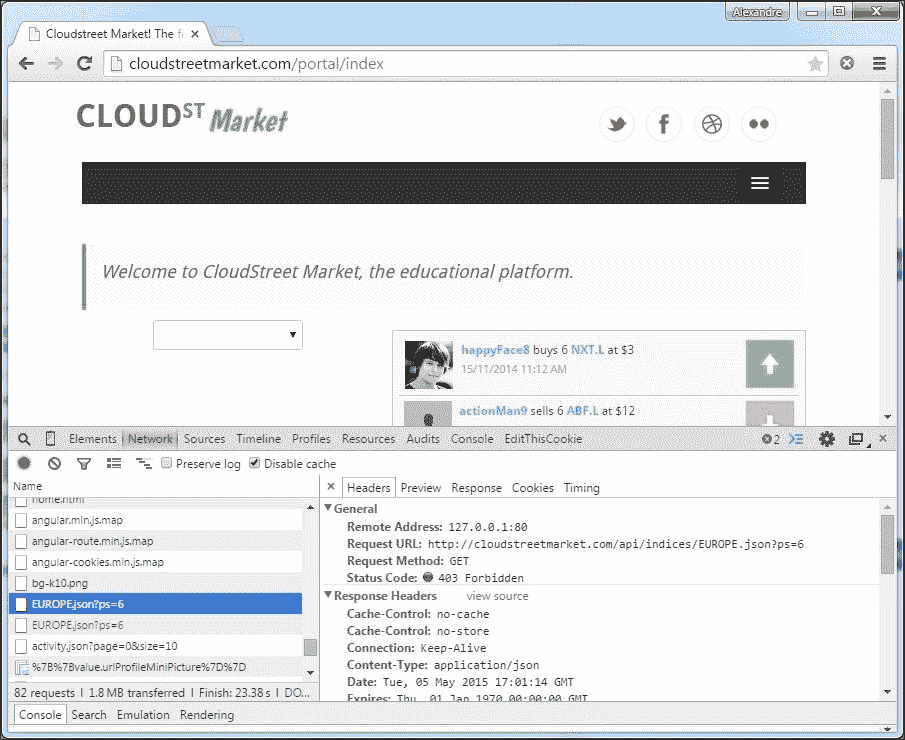 Alexandre
Cloudstreet Market! The fi
cloudstreetmarket.com/portal/index
CLOUDST Market
Welcome to CloudStreet Market, the educational platform.
happyFace8 buys 6 NXT.L at $3
15/11/2014 11:12 AM
actionMan9 sells 6 ABF.L at $12
Elements Network Sources Timeline Profiles Resources Audits Console EditThisCookie 2
Preserve log Disable cache
Name
Headers Preview Response Cookies Timing
home.html
angular.min.js.map
angular-route.min.js.map
angular-cookies.min.js.map
bg-k10.png
EUROPE.json?ps=6
EUROPE.json?ps=6
activity.json?page=0&size=10
%7B%7Bvalue.urlProfileMiniPicture%7D%7D
82 requests | 1.8 MB transferred | Finish: 23.38 s | DO...
General
Remote Address: 127.0.0.1:80
Request URL: http://cloudstreetmarket.com/api/indices/EUROPE.json?ps=6
Request Method: GET
Status Code: 403 Forbidden
Response Headers view source
Cache-Control: no-cache
Cache-Control: no-store
Connection: Keep-Alive
Content-Type: application/json
Date: Tue, 05 May 2015 17:01:14 GMT
Expires: Thu, 01 Jan 1970 00:00:00 GMT
Console Search Emulation Rendering